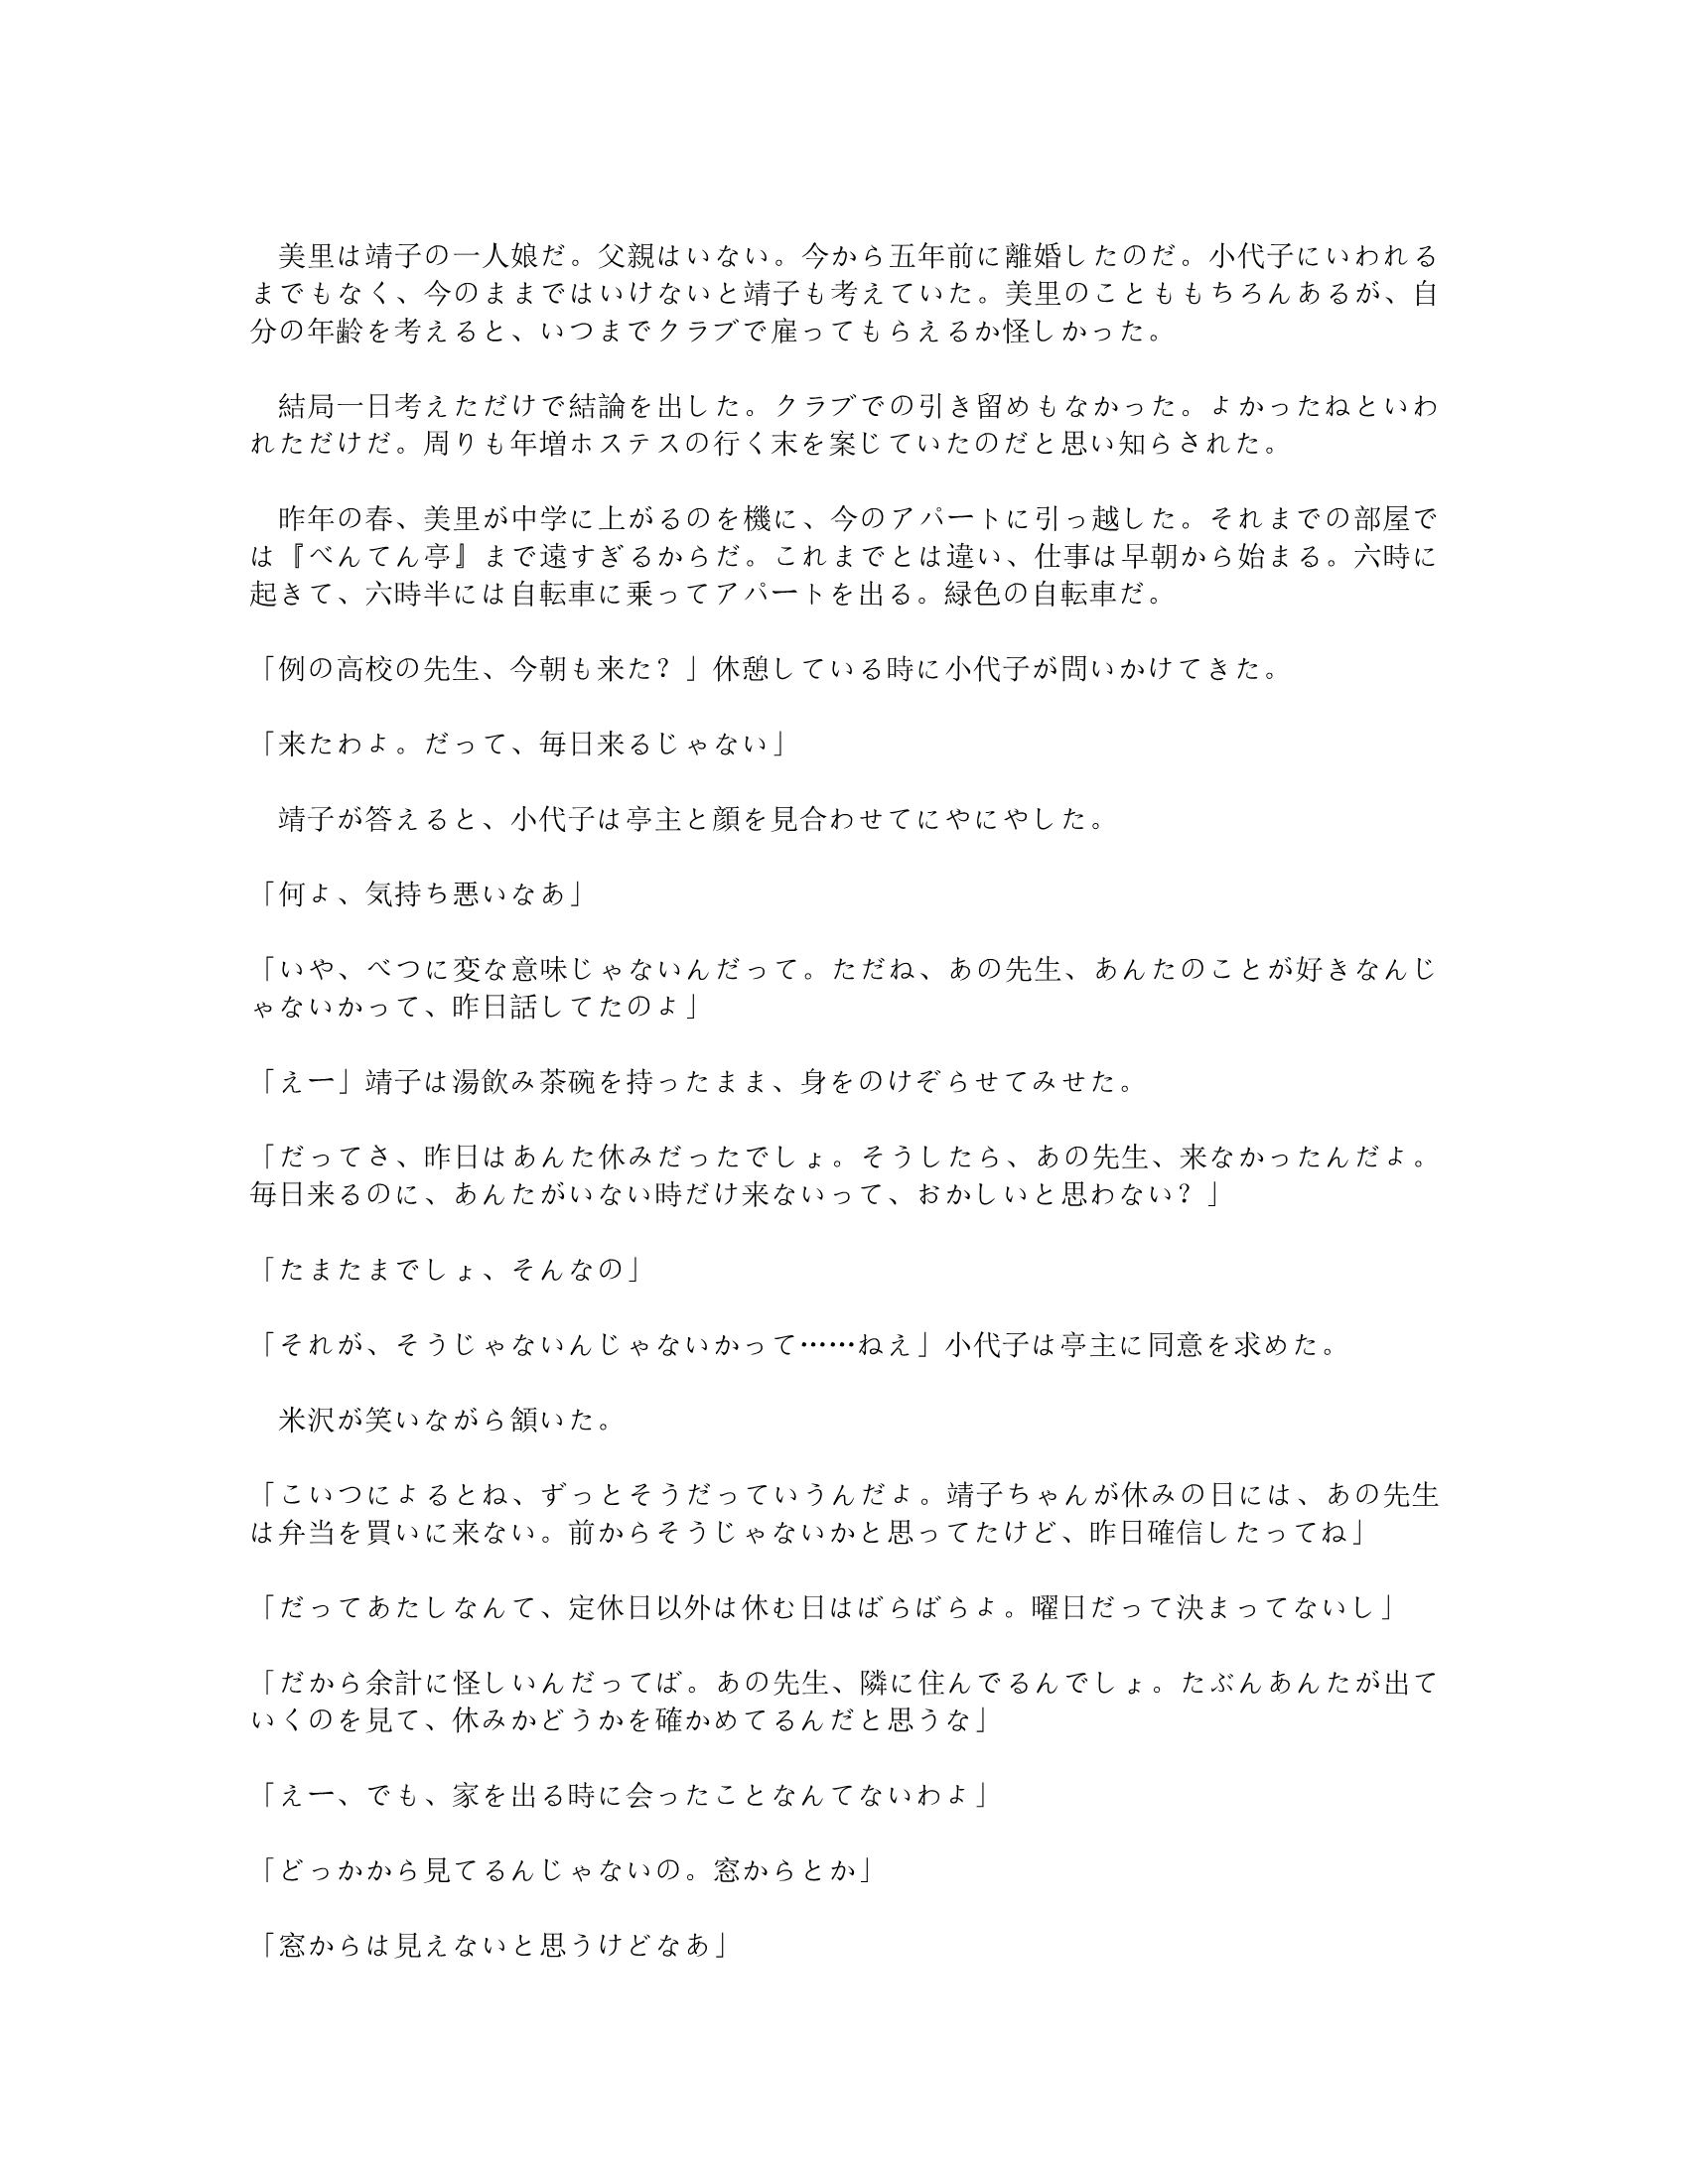 美里は靖子の一人娘だ。父親はいない。今から五年前に離婚したのだ。小代子にいわれる
までもなく、今のままではいけないと靖子も考えていた。美里のことももちろんあるが、自
分の年齢を考えると、いつまでクラブで雇ってもらえるか怪しかった。
　結局一日考えただけで結論を出した。クラブでの引き留めもなかった。よかったねといわ
れただけだ。周りも年増ホステスの行く末を案じていたのだと思い知らされた。
　昨年の春、美里が中学に上がるのを機に、今のアパートに引っ越した。それまでの部屋で
は『べんてん亭』まで遠すぎるからだ。これまでとは違い、仕事は早朝から始まる。六時に
起きて、六時半には自転車に乗ってアパートを出る。緑色の自転車だ。
「例の高校の先生、今朝も来た？」休憩している時に小代子が問いかけてきた。
「来たわよ。だって、毎日来るじゃない」
　靖子が答えると、小代子は亭主と顔を見合わせてにやにやした。
「何よ、気持ち悪いなあ」
「いや、べつに変な意味じゃないんだって。ただね、あの先生、あんたのことが好きなんじ
ゃないかって、昨日話してたのよ」
「えー」靖子は湯飲み茶碗を持ったまま、身をのけぞらせてみせた。
「だってさ、昨日はあんた休みだったでしょ。そうしたら、あの先生、来なかったんだよ。
毎日来るのに、あんたがいない時だけ来ないって、おかしいと思わない？」
「たまたまでしょ、そんなの」
「それが、そうじゃないんじゃないかって……ねえ」小代子は亭主に同意を求めた。
　米沢が笑いながら頷いた。
「こいつによるとね、ずっとそうだっていうんだよ。靖子ちゃんが休みの日には、あの先生
は弁当を買いに来ない。前からそうじゃないかと思ってたけど、昨日確信したってね」
「だってあたしなんて、定休日以外は休む日はばらばらよ。曜日だって決まってないし」
「だから余計に怪しいんだってば。あの先生、隣に住んでるんでしょ。たぶんあんたが出て
いくのを見て、休みかどうかを確かめてるんだと思うな」
「えー、でも、家を出る時に会ったことなんてないわよ」
「どっかから見てるんじゃないの。窓からとか」
「窓からは見えないと思うけどなあ」